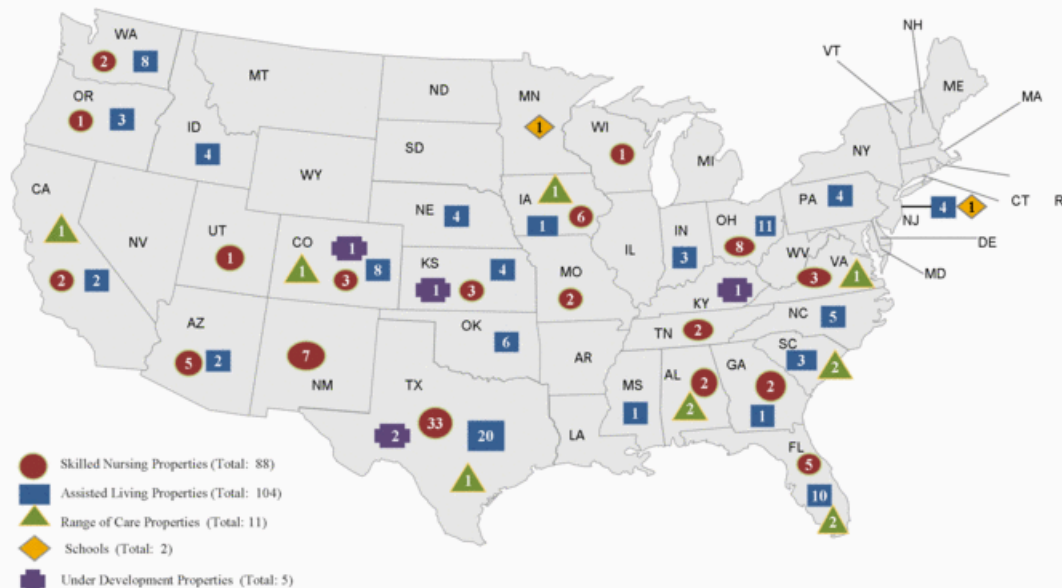 NH
VT
WA
2 8
MT
ND
MN
ME
MA
OR
1 3
ID
4
1
WI
1
SD
MI
NY
WY
CA
1
2 2
NV
UT
1
CO
1
1
3 8
NE
4
IA
1
1 6
IL
IN
3
OH
11
8
PA
4
NJ
4 1
CT R
DE
MD
KS
4
1 3
MO
2
WV
3
VA
1
KY
1
AZ
5 2
7
NM
OK
6
AR
TN
2
NC
5
SC
3
2
TX
2 33 20
1
LA
MS
1
AL
2
2
GA
2
1
FL
5
10
2
Skilled Nursing Properties (Total: 88)
Assisted Living Properties (Total: 104)
Range of Care Properties (Total: 11)
Schools (Total: 2)
Under Development Properties (Total: 5)